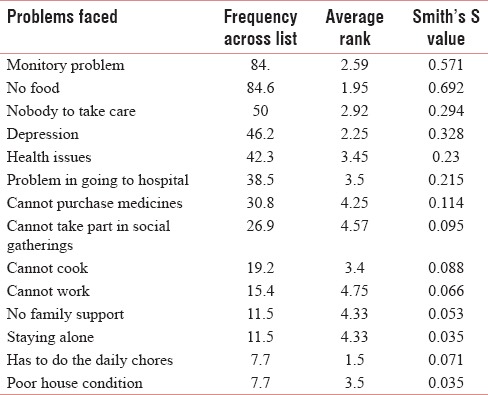 Problems faced Frequency across list Average rank Smith's S value
Monitory problem 84. 2.59 0.571
No food 84.6 1.95 0.692
Nobody to take care 50 2.92 0.294
Depression 46.2 2.25 0.328
Health issues 42.3 3.45 0.23
Problem in going to hospital 38.5 3.5 0.215
Cannot purchase medicines 30.8 4.25 0.114
Cannot take part in social gatherings 26.9 4.57 0.095
Cannot cook 19.2 3.4 0.088
Cannot work 15.4 4.75 0.066
No family support 11.5 4.33 0.053
Staying alone 11.5 4.33 0.035
Has to do the daily chores 7.7 1.5 0.071
Poor house condition 7.7 3.5 0.035